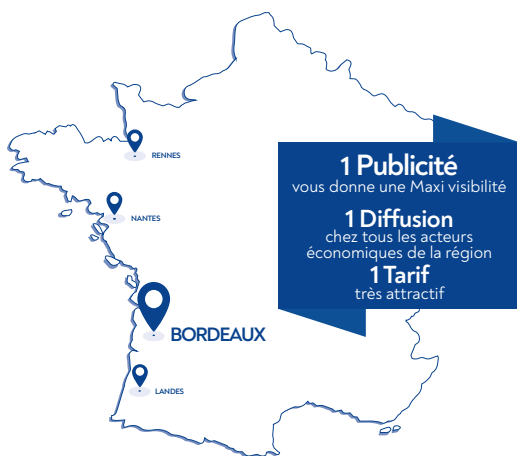 RENNES
NANTES
BORDEAUX
LANDES
1 Publicité
vous donne une Maxi visibilité
1 Diffusion
chez tous les acteurs
économiques de la région
1 Tarif
très attractif